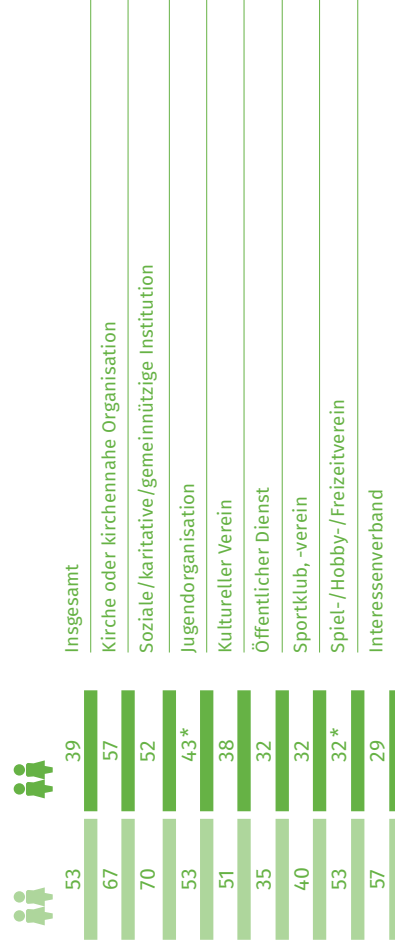 Insgesamt 39 53
Kirche oder kirchennahe Organisation 57 67
Soziale/karitative/gemeinnützige Institution 52 70
Jugendorganisation 43* 53
Kultureller Verein 38 51
Öffentlicher Dienst 32 35
Sportklub, -verein 32 40
Spiel-/Hobby-/Freizeitverein 32* 53
Interessenverband 29 57